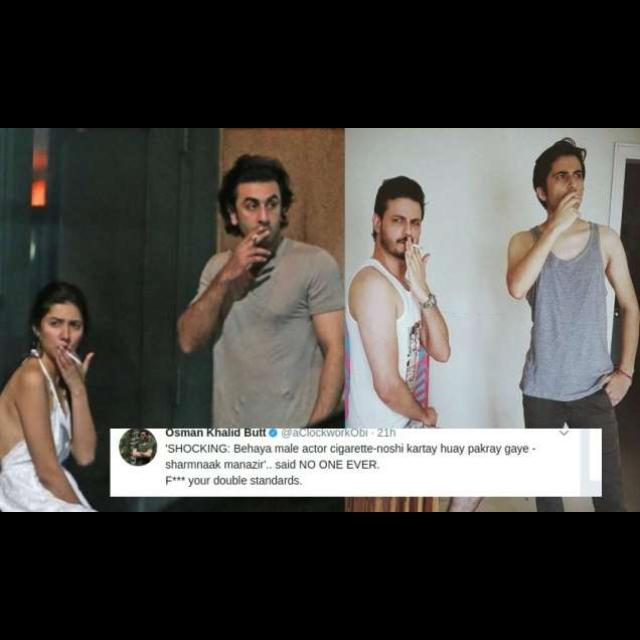 Osman Khalid Butt @aClockworkObi · 21h
'SHOCKING: Behaya male actor cigarette-noshi kartay huay pakray gaye -
sharmnaak manazir'.. said NO ONE EVER.
F*** your double standards.